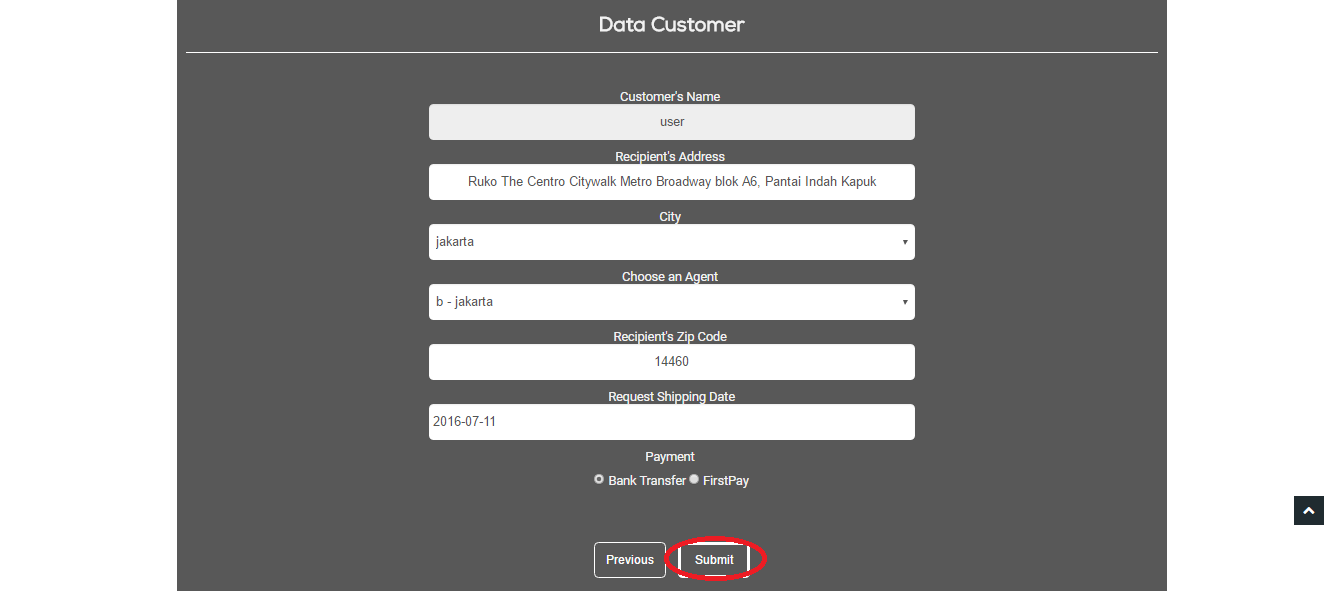 Data Customer
Customer's Name
user
Recipient's Address
Ruko The Centro Citywalk Metro Broadway blok A6, Pantai Indah Kapuk
City
jakarta
Choose an Agent
b - jakarta
Recipient's Zip Code
14460
Request Shipping Date
2016-07-11
Payment
Bank Transfer FirstPay
Previous Submit